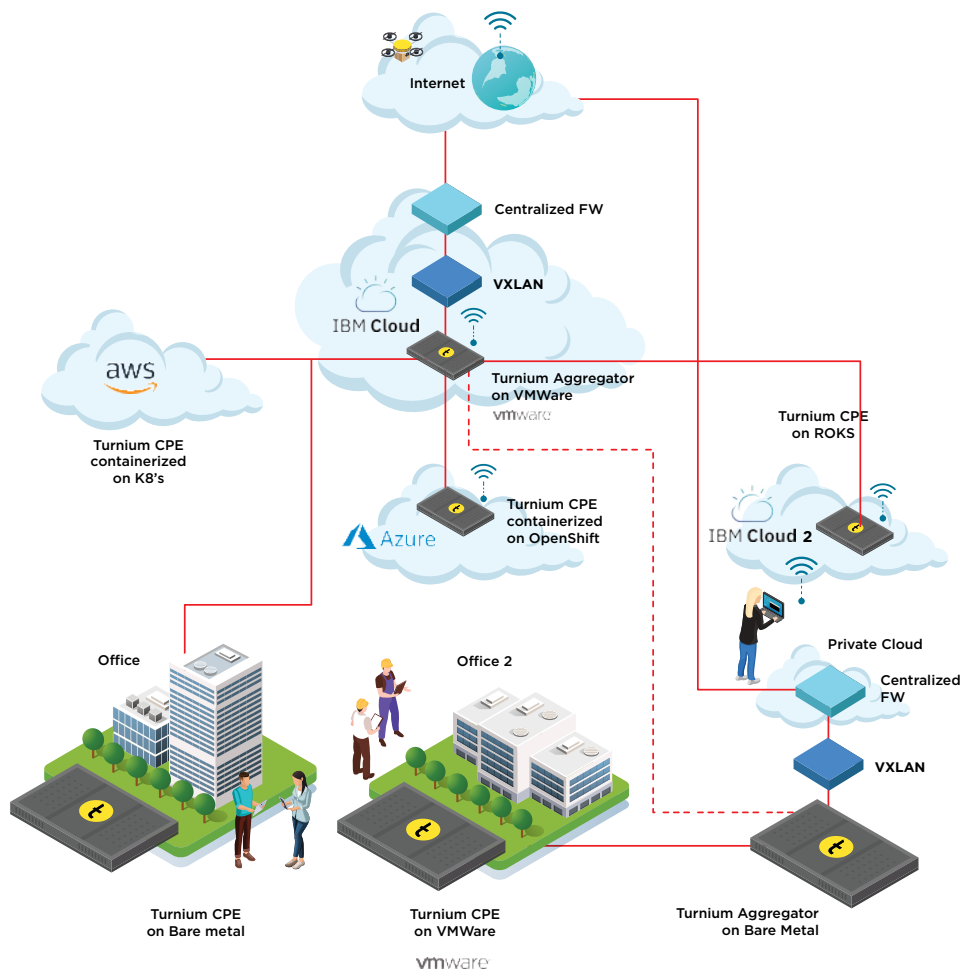 Internet
Centralized FW
VXLAN
IBM Cloud
aws
Turnium Aggregator
on VMWare
vmware
Turnium CPE
containerized
on K8's
Turnium CPE
on ROKS
Azure
Turnium CPE
containerized
on OpenShift
IBM Cloud 2
Office
Office 2
Private Cloud
Centralized
FW
VXLAN
t
t
t
t
t
t
Turnium CPE
on Bare metal
Turnium CPE
on VMWare
vmware
Turnium Aggregator
on Bare Metal